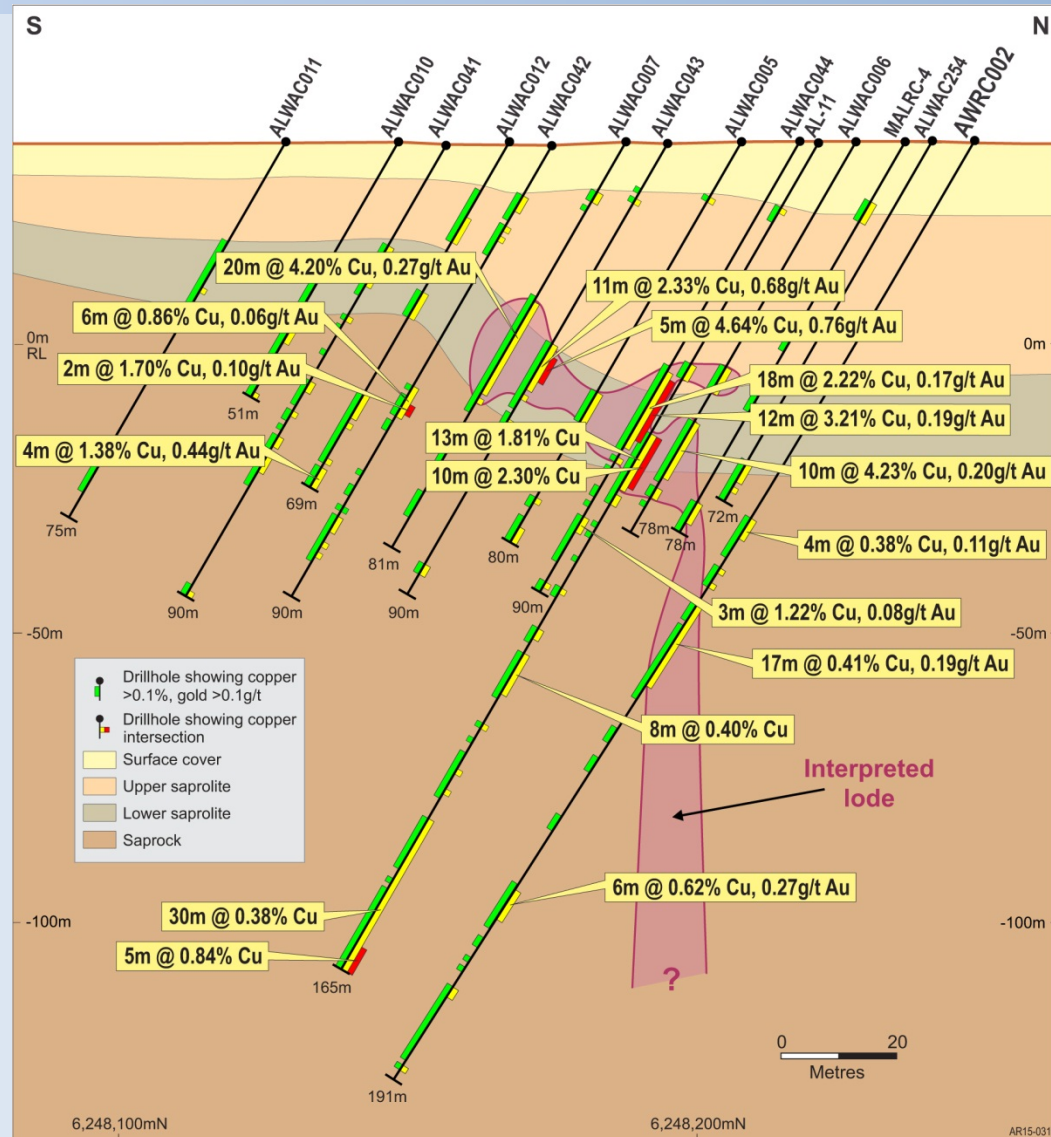 S
N
ALWAC011
ALWAC010
ALWAC041
ALWAC012
ALWAC042
ALWAC007
ALWAC043
ALWAC005
ALWAC044
AL-11
ALWAC006
MALRC-4
ALWAC254
AWRC002
20m @ 4.20% Cu, 0.27g/t Au
11m @ 2.33% Cu, 0.68g/t Au
6m @ 0.86% Cu, 0.06g/t Au
5m @ 4.64% Cu, 0.76g/t Au
0m
RL
0m
2m @ 1.70% Cu, 0.10g/t Au
18m @ 2.22% Cu, 0.17g/t Au
51m
12m @ 3.21% Cu, 0.19g/t Au
4m @ 1.38% Cu, 0.44g/t Au
13m @ 1.81% Cu
10m @ 2.30% Cu
10m @ 4.23% Cu, 0.20g/t Au
69m
72m
75m
78m
78m
81m
80m
4m @ 0.38% Cu, 0.11g/t Au
90m
90m
90m
90m
3m @ 1.22% Cu, 0.08g/t Au
-50m
-50m
17m @ 0.41% Cu, 0.19g/t Au
Drillhole showing copper
>0.1%, gold >0.1g/t
Drillhole showing copper
intersection
Surface cover
Upper saprolite
Lower saprolite
Saprock
8m @ 0.40% Cu
Interpreted
lode
6m @ 0.62% Cu, 0.27g/t Au
30m @ 0.38% Cu
-100m
-100m
5m @ 0.84% Cu
165m
?
0
20
Metres
191m
6,248,100mN
6,248,200mN
AR15-031